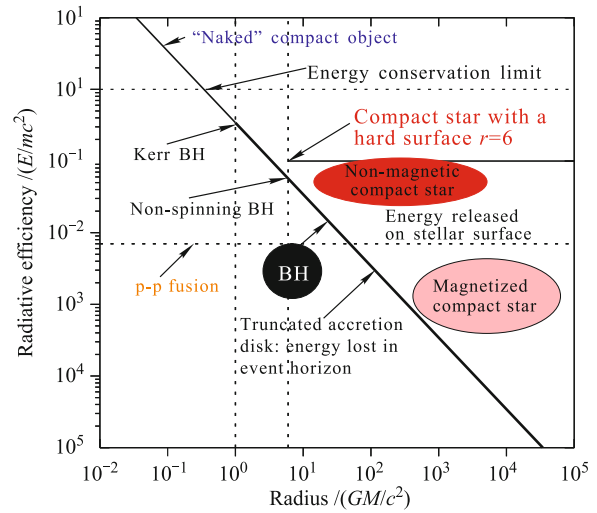 10¹
"Naked" compact object
Energy conservation limit
10¹
Compact star with a
hard surface r=6
Kerr BH
10⁻¹
Non-magnetic
compact star
Non-spinning BH
Energy released
on stellar surface
10⁻²
p-p fusion
BH
Magnetized
compact star
10³
Truncated accretion
disk: energy lost in
event horizon
10⁴
10⁵
Radiative efficiency /(E/mc²)
10⁻² 10⁻¹ 10⁰ 10¹ 10² 10³ 10⁴ 10⁵
Radius /(GM/c²)